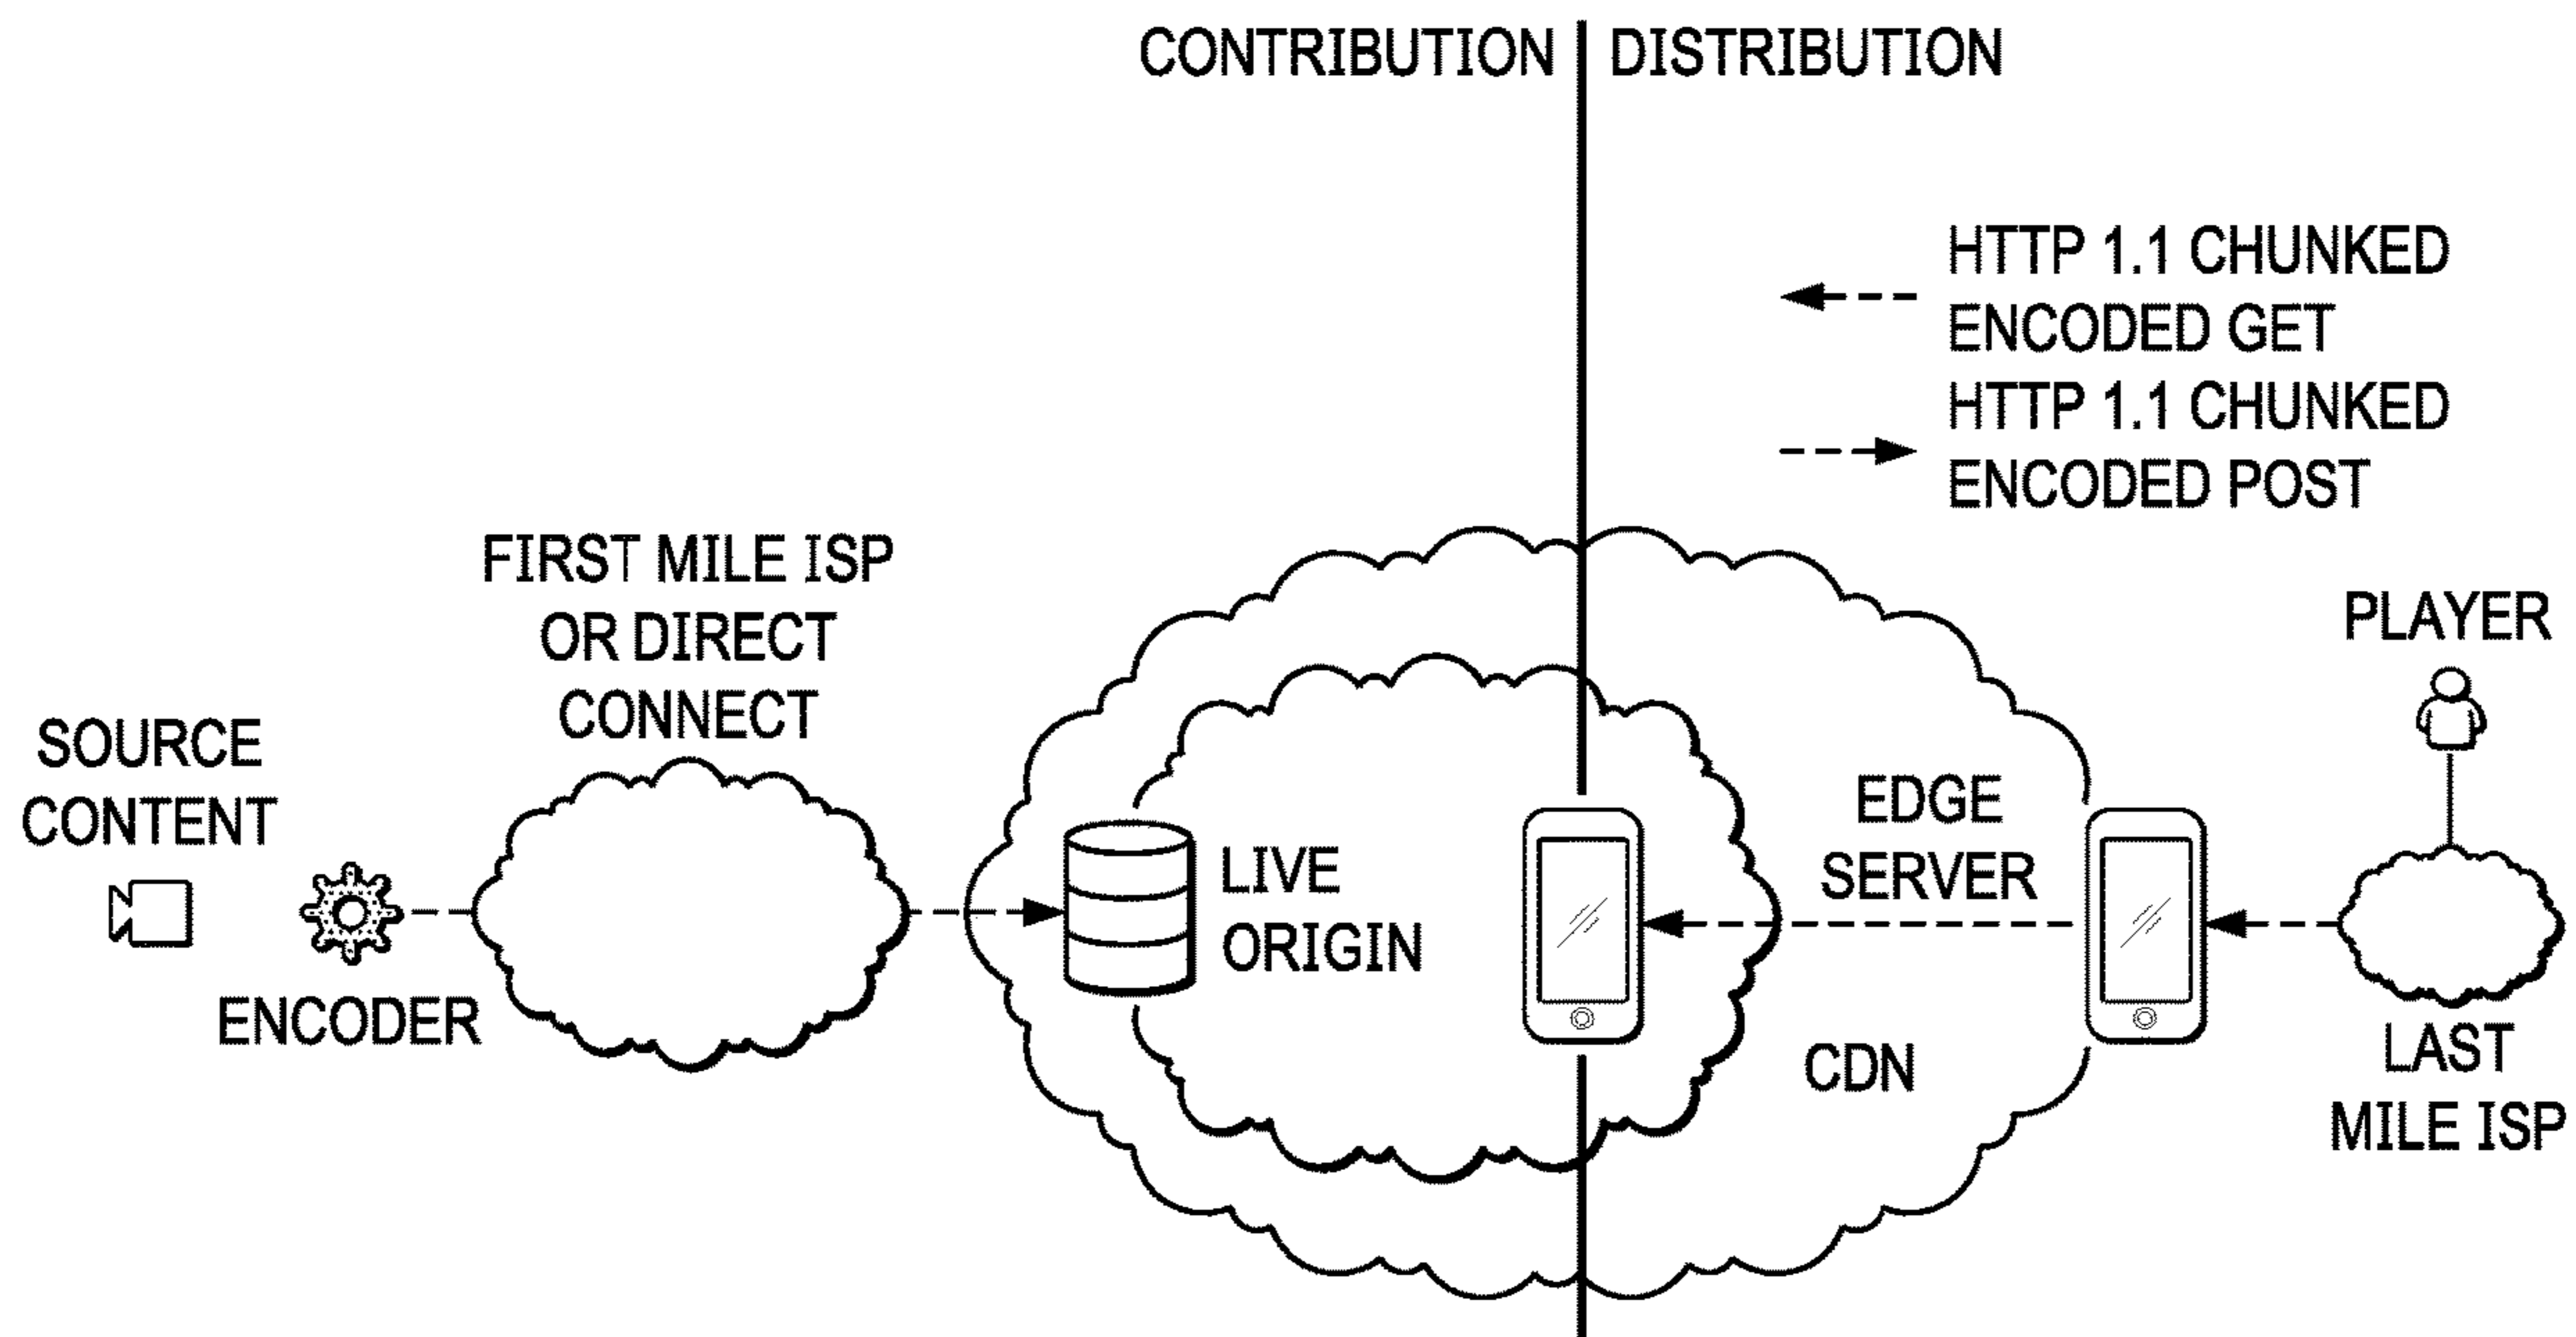 CONTRIBUTION
DISTRIBUTION
HTTP 1.1 CHUNKED
ENCODED GET
HTTP 1.1 CHUNKED
ENCODED POST
FIRST MILE ISP
OR DIRECT
CONNECT
SOURCE
CONTENT
ENCODER
LIVE
ORIGIN
EDGE
SERVER
CDN
PLAYER
LAST
MILE ISP